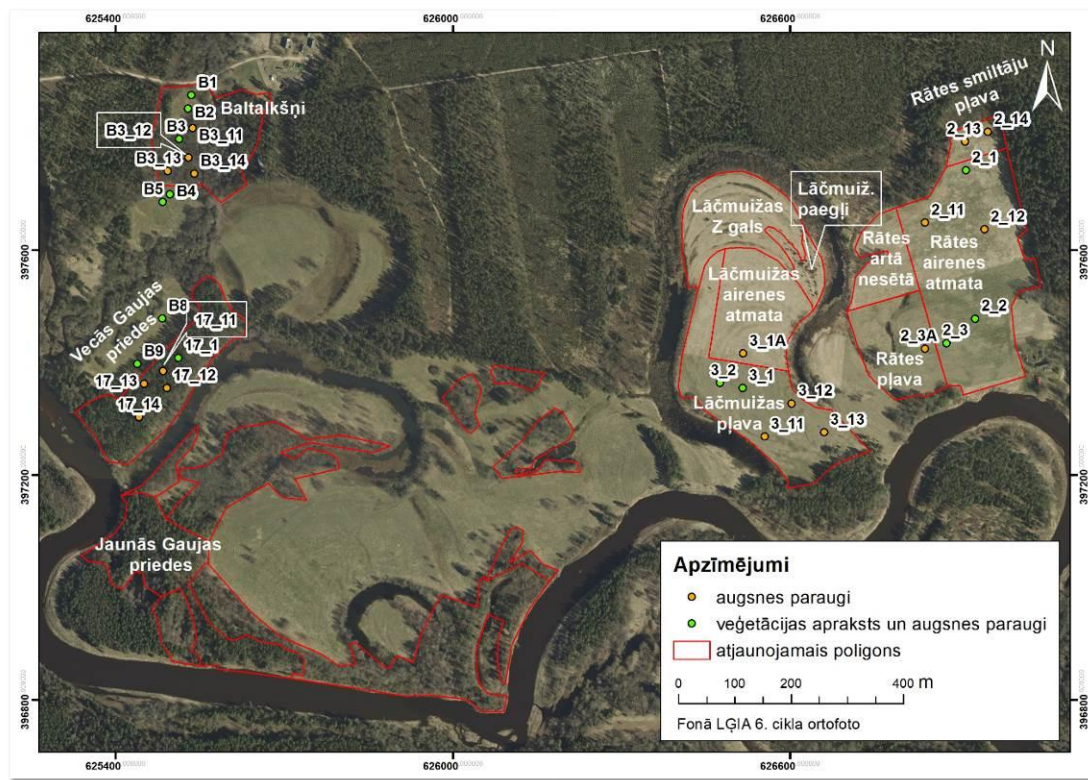 625400
626000
626600
N
B1
B2
Baltalkšņi
B3
B3_11
B3_12
B3_13
B3_14
B5
B4
Rātes smiltāju
pļava
2_13
2_14
2_1
2_11
2_12
Lāčmuižas
Z gals
Lāčmuiž.
paegļi
397600
397600
Rātes
artā
nesētā
Rātes
airenes
atmata
Lāčmuižas
airenes
atmata
Vecās Gaujas
priedes
B8
17_11
17_1
B9
17_12
17_13
17_14
2_2
2_3
2_3A
Rātes
pļava
3_1A
3_2
3_1
3_12
Lāčmuižas
pļava
3_11
3_13
397200
397200
Jaunās Gaujas
priedes
Apzīmējumi
augsnes paraugi
veģetācijas apraksts un augsnes paraugi
atjaunojamais poligons
0 100 200 400 m
Fonā LĢIA 6. cikla ortofoto
396800
396800
625400
626000
626600